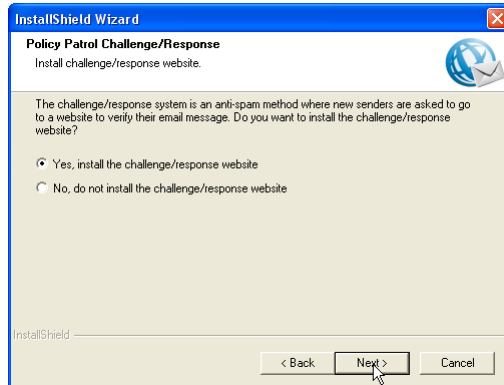 InstallShield Wizard
Policy Patrol Challenge/Response
Install challenge/response website.
The challenge/response system is an anti-spam method where new senders are asked to go
to a website to verify their email message. Do you want to install the challenge/response
website?
Yes, install the challenge/response website
No, do not install the challenge/response website
InstallShield
< Back Next > Cancel